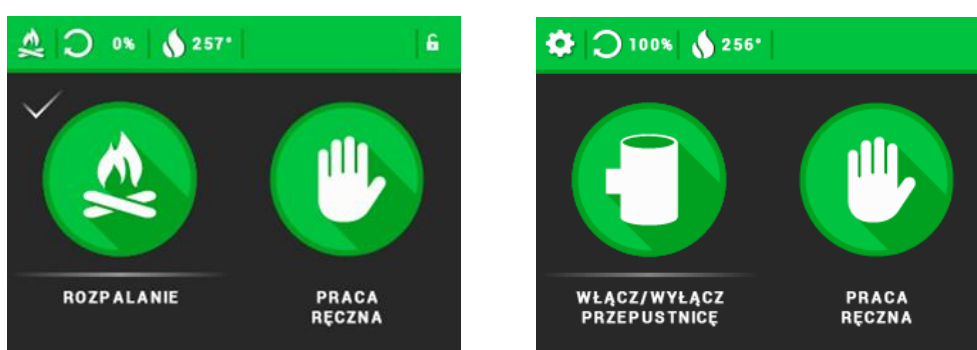 0% 257°
ROZPALANIE
PRACA
RĘCZNA
100% 256°
WŁĄCZ/WYŁĄCZ
PRZEPUSTNICĘ
PRACA
RĘCZNA